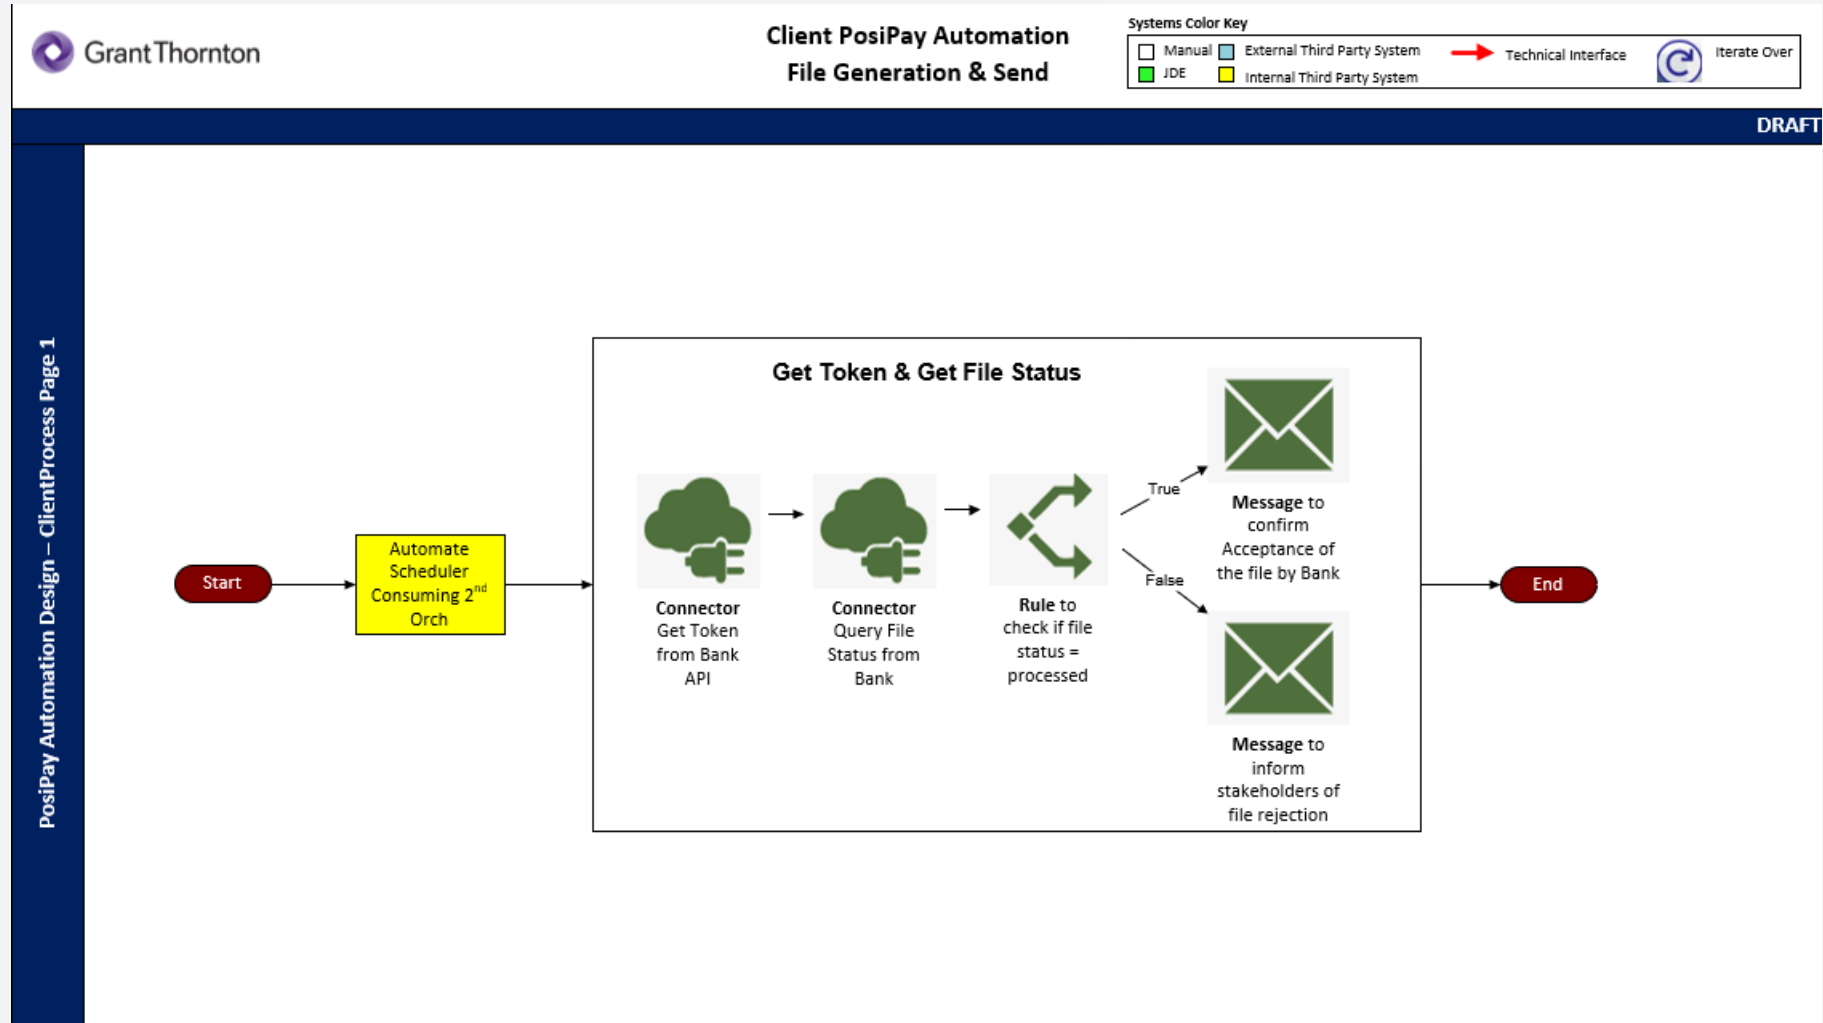 Grant Thornton
Client PosiPay Automation
File Generation & Send
Systems Color Key
Manual
External Third Party System
Technical Interface
Iterate Over
JDE
Internal Third Party System
DRAFT
PosiPay Automation Design – ClientProcess Page 1
Start
Automate
Scheduler
Consuming 2nd
Orch
Get Token & Get File Status
Connector
Get Token
from Bank
API
Connector
Query File
Status from
Bank
Rule to
check if file
status =
processed
True
False
Message to
confirm
Acceptance of
the file by Bank
Message to
inform
stakeholders of
file rejection
End